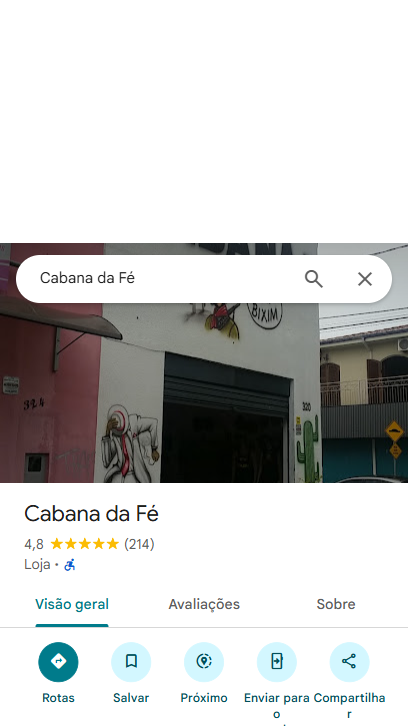 Cabana da Fé
BIXIM
324
320
Cabana da Fé
4,8 (214)
Loja ·
Visão geral Avaliações Sobre
Rotas Salvar Próximo Enviar para o Compartilhar